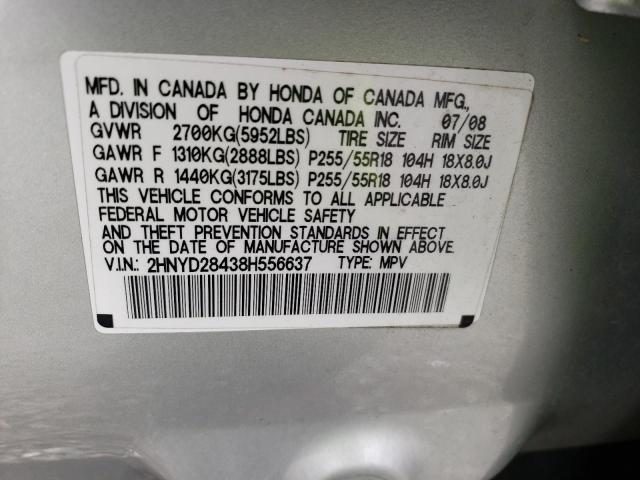 MFD. IN CANADA BY HONDA OF CANADA MFG.,
A DIVISION OF HONDA CANADA INC. 07/08
GVWR 2700KG(5952LBS) TIRE SIZE RIM SIZE
GAWR F 1310KG(2888LBS) P255/55R18 104H 18X8.0J
GAWR R 1440KG(3175LBS) P255/55R18 104H 18X8.0J
THIS VEHICLE CONFORMS TO ALL APPLICABLE
FEDERAL MOTOR VEHICLE SAFETY
AND THEFT PREVENTION STANDARDS IN EFFECT
ON THE DATE OF MANUFACTURE SHOWN ABOVE.
V.I.N.: 2HNYD28438H556637 TYPE: MPV